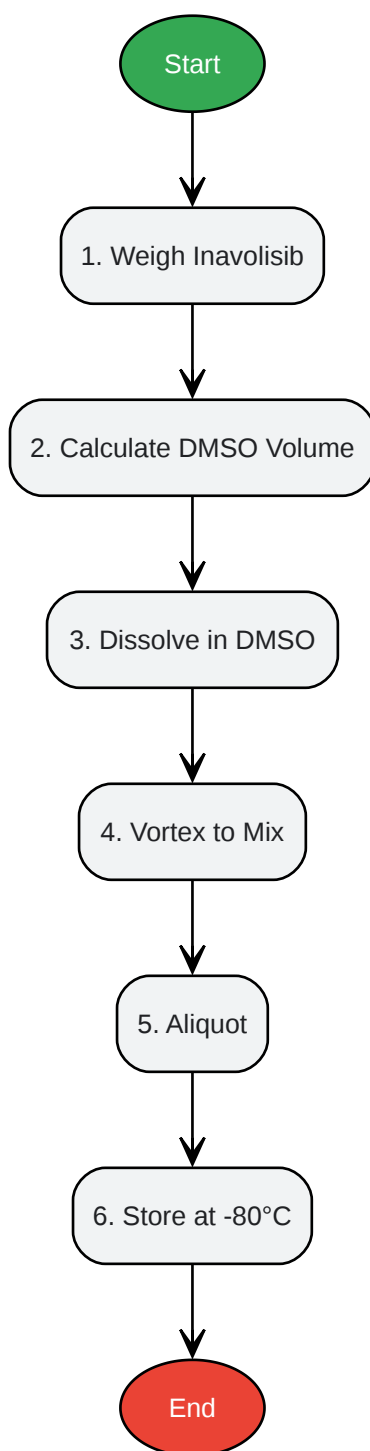 Start
1. Weigh Inavolisib
2. Calculate DMSO Volume
3. Dissolve in DMSO
4. Vortex to Mix
5. Aliquot
6. Store at -80°C
End